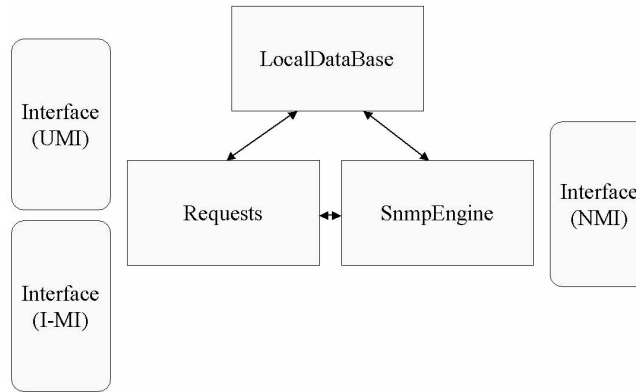 LocalDataBase
Interface
(UMI)
Requests
SnmpEngine
Interface
(NMI)
Interface
(I-MI)